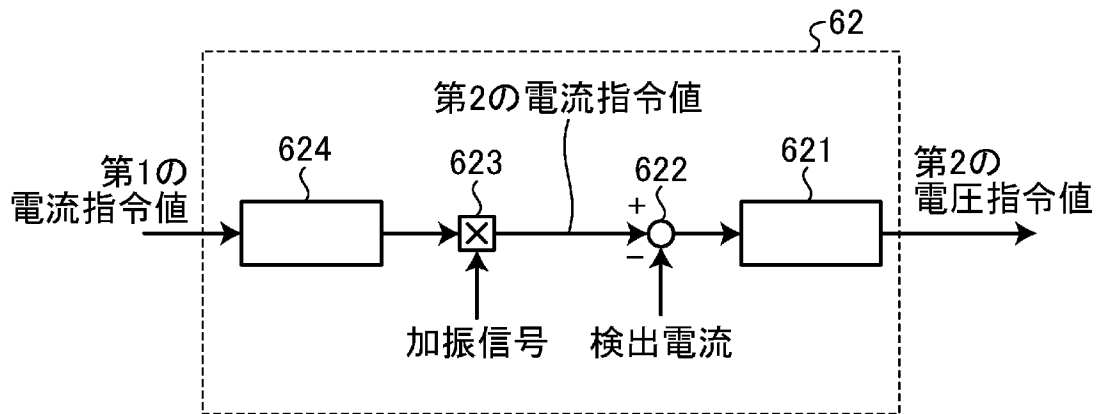 62
第2の電流指令値
624
623
622
621
第1の
電流指令値
第2の
電圧指令値
+
×
−
加振信号
検出電流